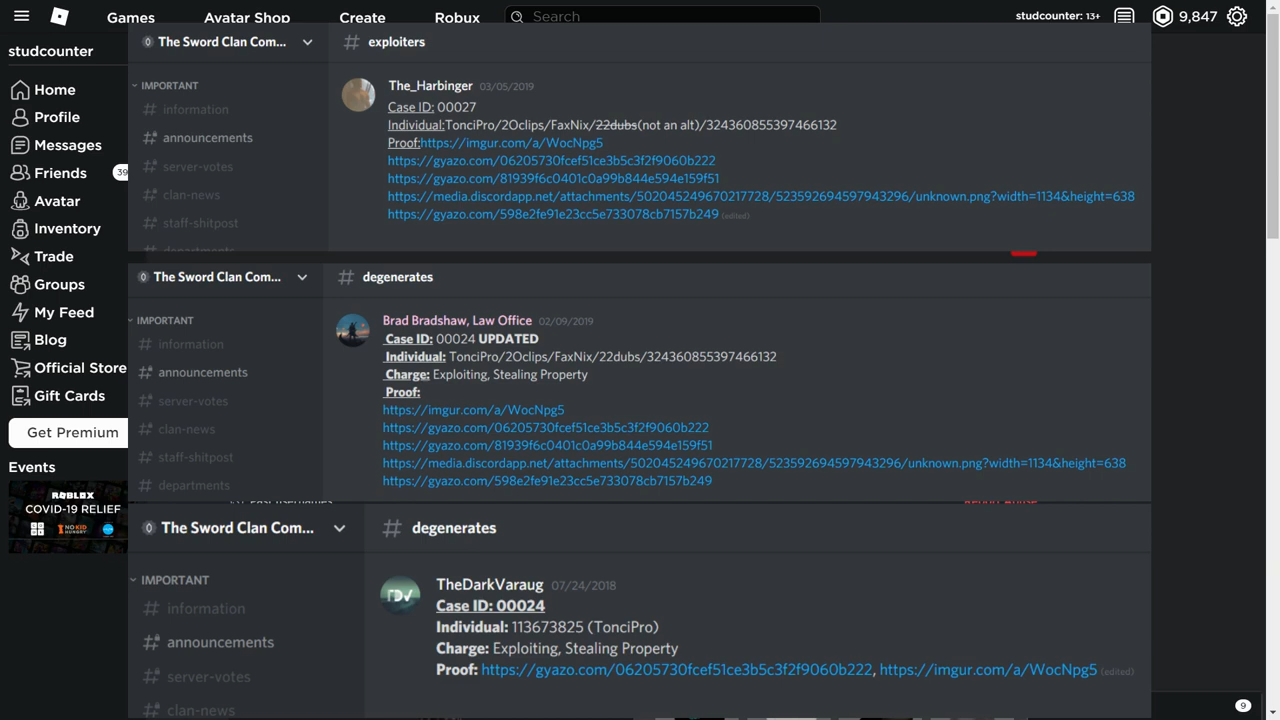 Games
Avatar Shop
Create
Robux
Search
studcounter: 13+
9,847
studcounter
Home
Profile
Messages
Friends
39
Avatar
Inventory
Trade
Groups
My Feed
Blog
Official Store
Gift Cards
Get Premium
Events
ROBLOX
COVID-19 RELIEF
NO KID
HUNGRY
The Sword Clan Com...
# exploiters
IMPORTANT
information
announcements
server-votes
clan-news
staff-shitpost
departments
The_Harbinger 03/05/2019
Case ID: 00027
Individual:TonciPro/2Oclips/FaxNix/22dubs(not an alt)/324360855397466132
Proof:https://imgur.com/a/WocNpg5
https://gyazo.com/06205730fcef51ce3b5c3f2f9060b222
https://gyazo.com/81939f6c0401c0a99b844e594e159f51
https://media.discordapp.net/attachments/502045249670217728/523592694597943296/unknown.png?width=1134&height=638
https://gyazo.com/598e2fe91e23cc5e733078cb7157b249 (edited)
The Sword Clan Com...
# degenerates
IMPORTANT
information
announcements
server-votes
clan-news
staff-shitpost
departments
Brad Bradshaw, Law Office 02/09/2019
Case ID: 00024 UPDATED
Individual: TonciPro/2Oclips/FaxNix/22dubs/324360855397466132
Charge: Exploiting, Stealing Property
Proof:
https://imgur.com/a/WocNpg5
https://gyazo.com/06205730fcef51ce3b5c3f2f9060b222
https://gyazo.com/81939f6c0401c0a99b844e594e159f51
https://media.discordapp.net/attachments/502045249670217728/523592694597943296/unknown.png?width=1134&height=638
https://gyazo.com/598e2fe91e23cc5e733078cb7157b249
The Sword Clan Com...
# degenerates
IMPORTANT
information
announcements
server-votes
clan-news
TheDarkVaraug 07/24/2018
Case ID: 00024
Individual: 113673825 (TonciPro)
Charge: Exploiting, Stealing Property
Proof: https://gyazo.com/06205730fcef51ce3b5c3f2f9060b222, https://imgur.com/a/WocNpg5 (edited)
9